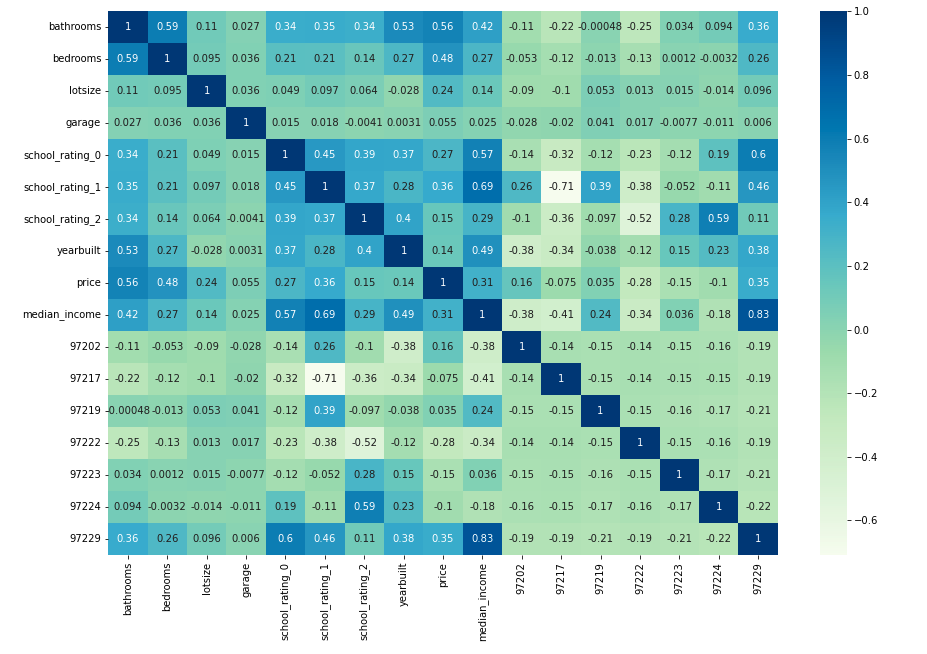 bathrooms 1 0.59 0.11 0.027 0.34 0.35 0.34 0.53 0.56 0.42 -0.11 -0.22 -0.00048 -0.25 0.034 0.094 0.36
bedrooms 0.59 1 0.095 0.036 0.21 0.21 0.14 0.27 0.48 0.27 -0.053 -0.12 -0.013 -0.13 0.0012 -0.0032 0.26
lotsize 0.11 0.095 1 0.036 0.049 0.097 0.064 -0.028 0.24 0.14 -0.09 -0.1 0.053 0.013 0.015 -0.014 0.096
garage 0.027 0.036 0.036 1 0.015 0.018 -0.0041 0.0031 0.055 0.025 -0.028 -0.02 0.041 0.017 -0.0077 -0.011 0.006
school_rating_0 0.34 0.21 0.049 0.015 1 0.45 0.39 0.37 0.27 0.57 -0.14 -0.32 -0.12 -0.23 -0.12 0.19 0.6
school_rating_1 0.35 0.21 0.097 0.018 0.45 1 0.37 0.28 0.36 0.69 0.26 -0.71 0.39 -0.38 -0.052 -0.11 0.46
school_rating_2 0.34 0.14 0.064 -0.0041 0.39 0.37 1 0.4 0.15 0.29 -0.1 -0.36 -0.097 -0.52 0.28 0.59 0.11
yearbuilt 0.53 0.27 -0.028 0.0031 0.37 0.28 0.4 1 0.14 0.49 -0.38 -0.34 -0.038 -0.12 0.15 0.23 0.38
price 0.56 0.48 0.24 0.055 0.27 0.36 0.15 0.14 1 0.31 0.16 -0.075 0.035 -0.28 -0.15 -0.1 0.35
median_income 0.42 0.27 0.14 0.025 0.57 0.69 0.29 0.49 0.31 1 -0.38 -0.41 0.24 -0.34 0.036 -0.18 0.83
97202 -0.11 -0.053 -0.09 -0.028 -0.14 0.26 -0.1 -0.38 0.16 -0.38 1 -0.14 -0.15 -0.14 -0.15 -0.16 -0.19
97217 -0.22 -0.12 -0.1 -0.02 -0.32 -0.71 -0.36 -0.34 -0.075 -0.41 -0.14 1 -0.15 -0.14 -0.15 -0.15 -0.19
97219 -0.00048 -0.013 0.053 0.041 -0.12 0.39 -0.097 -0.038 0.035 0.24 -0.15 -0.15 1 -0.15 -0.16 -0.17 -0.21
97222 -0.25 -0.13 0.013 0.017 -0.23 -0.38 -0.52 -0.12 -0.28 -0.34 -0.14 -0.14 -0.15 1 -0.15 -0.16 -0.19
97223 0.034 0.0012 0.015 -0.0077 -0.12 -0.052 0.28 0.15 -0.15 0.036 -0.15 -0.15 -0.16 -0.15 1 -0.17 -0.21
97224 0.094 -0.0032 -0.014 -0.011 0.19 -0.11 0.59 0.23 -0.1 -0.18 -0.16 -0.15 -0.17 -0.16 -0.17 1 -0.22
97229 0.36 0.26 0.096 0.006 0.6 0.46 0.11 0.38 0.35 0.83 -0.19 -0.19 -0.21 -0.19 -0.21 -0.22 1
bathrooms
bedrooms
lotsize
garage
school_rating_0
school_rating_1
school_rating_2
yearbuilt
price
median_income
97202
97217
97219
97222
97223
97224
97229
1.0
0.8
0.6
0.4
0.2
0.0
−0.2
−0.4
−0.6